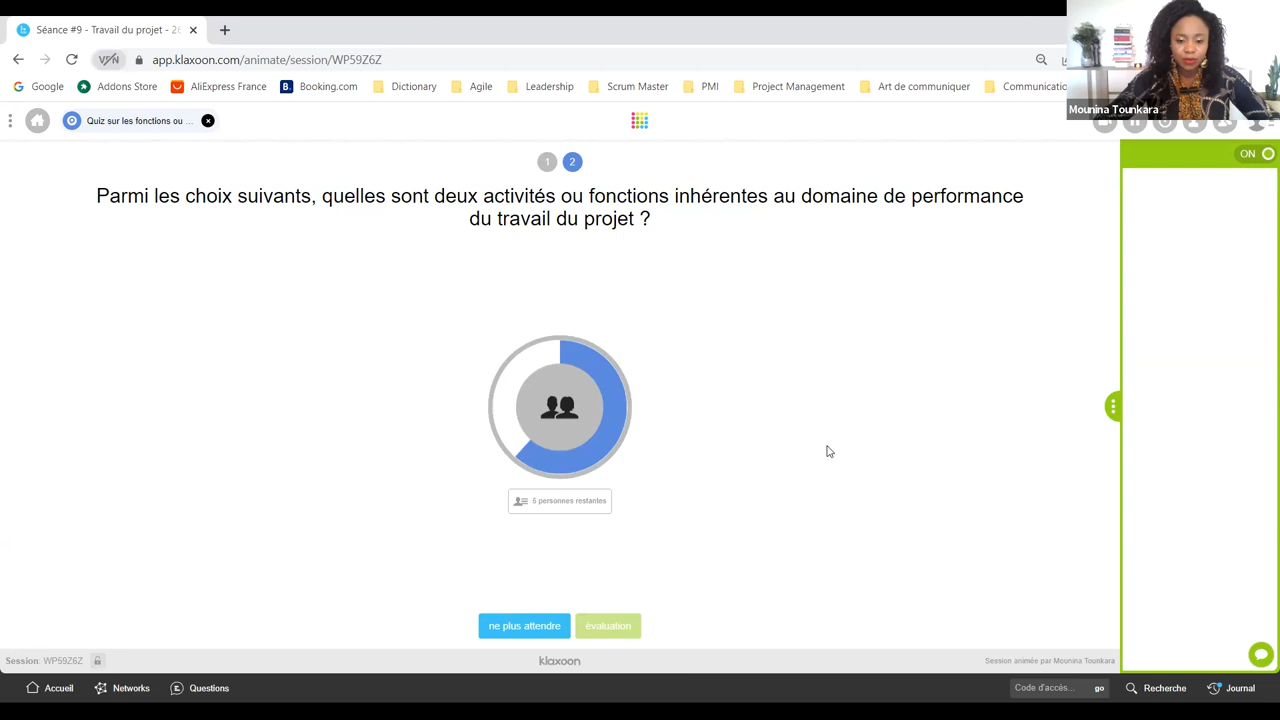 Séance #9 - Travail du projet - 26
app.klaxoon.com/animate/session/WP59Z6Z
Google
Addons Store
AliExpress France
Booking.com
Dictionary
Agile
Leadership
Scrum Master
PMI
Project Management
Art de communiquer
Communicatio
Mounina Tounkara
Quiz sur les fonctions ou ...
ON
1 2
Parmi les choix suivants, quelles sont deux activités ou fonctions inhérentes au domaine de performance
du travail du projet ?
5 personnes restantes
ne plus attendre
évaluation
Session: WP59Z6Z
klaxoon
Session animée par Mounina Tounkara
Accueil
Networks
Questions
Code d'accès...
go
Recherche
Journal